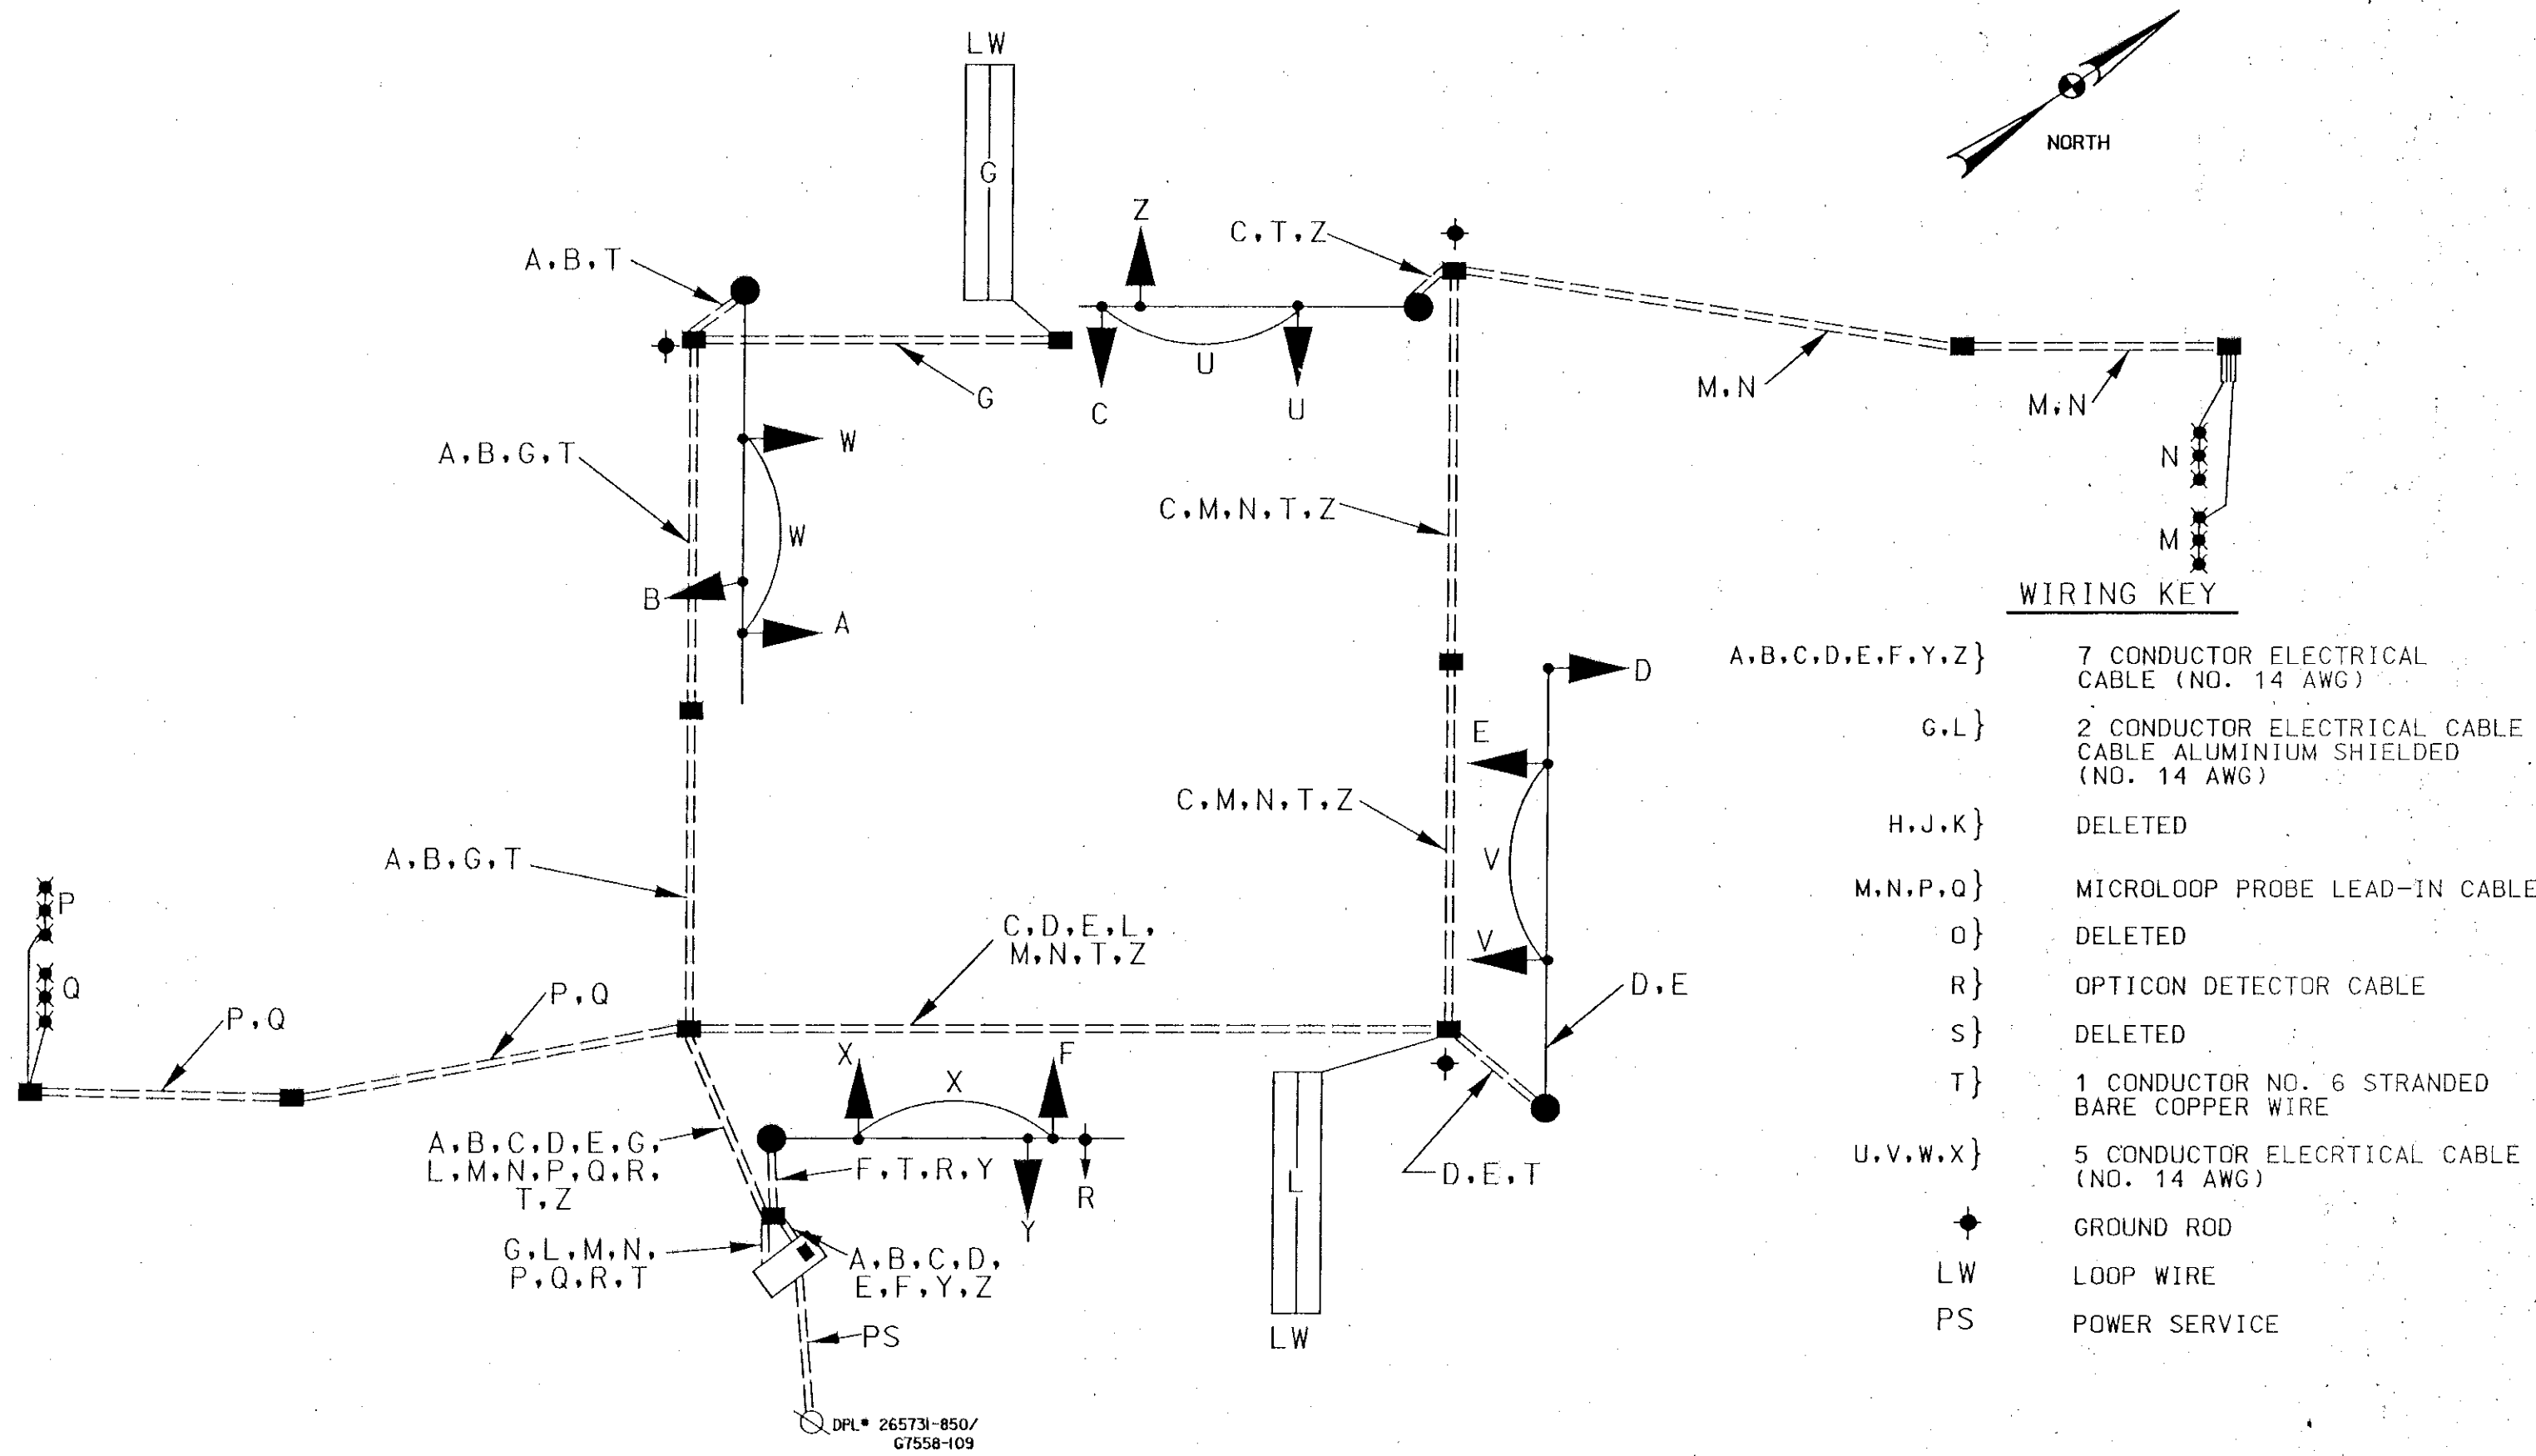 LW
NORTH
G
Z
C,T,Z
A,B,T
U
G
M,N
M,N
C
U
W
A,B,G,T
N
C,M,N,T,Z
W
M
B
A
WIRING KEY
A,B,C,D,E,F,Y,Z} 7 CONDUCTOR ELECTRICAL
CABLE (NO. 14 AWG)
D
G,L} 2 CONDUCTOR ELECTRICAL CABLE
CABLE ALUMINIUM SHIELDED
(NO. 14 AWG)
E
C,M,N,T,Z
H,J,K} DELETED
A,B,G,T
V
M,N,P,Q} MICROLOOP PROBE LEAD-IN CABLE
P
C,D,E,L,
M,N,T,Z
O} DELETED
V
Q
P,Q
P,Q
D,E
R} OPTICON DETECTOR CABLE
S} DELETED
X
F
X
T} 1 CONDUCTOR NO. 6 STRANDED
BARE COPPER WIRE
A,B,C,D,E,G,
L,M,N,P,Q,R,
T,Z
F,T,R,Y
Y
R
L
D,E,T
U,V,W,X} 5 CONDUCTOR ELECRTICAL CABLE
(NO. 14 AWG)
GROUND ROD
G,L,M,N,
P,Q,R,T
A,B,C,D,
E,F,Y,Z
LW LOOP WIRE
PS
LW
PS POWER SERVICE
DPL# 265731-850/
G7558-109